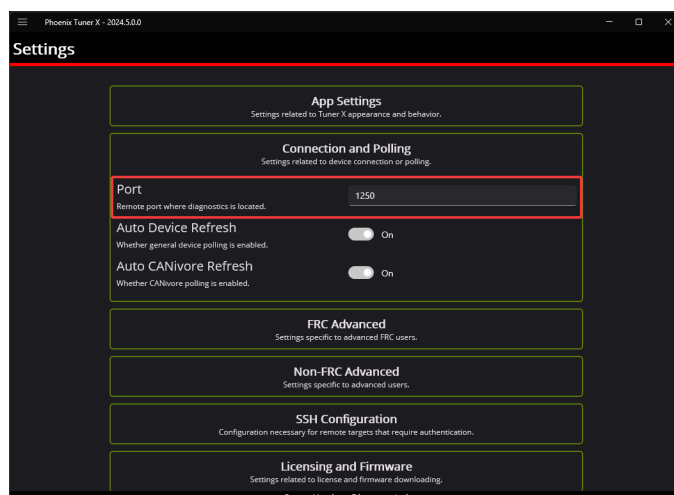 Phoenix Tuner X - 2024.5.0.0
Settings
App Settings
Settings related to Tuner X appearance and behavior.
Connection and Polling
Settings related to device connection or polling.
Port
1250
Remote port where diagnostics is located.
Auto Device Refresh
On
Whether general device polling is enabled.
Auto CANivore Refresh
On
Whether CANivore polling is enabled.
FRC Advanced
Settings specific to advanced FRC users.
Non-FRC Advanced
Settings specific to advanced users.
SSH Configuration
Configuration necessary for remote targets that require authentication.
Licensing and Firmware
Settings related to license and firmware downloading.